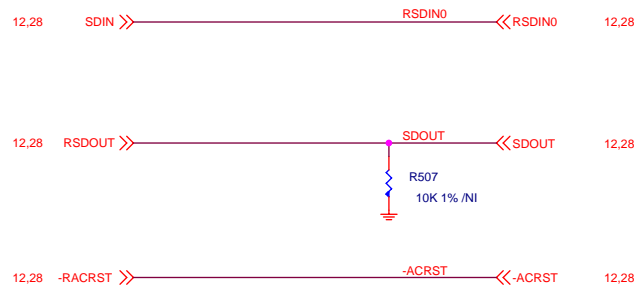 12,28 SDIN RSDIN0 RSDIN0 12,28
12,28 RSDOUT SDOUT SDOUT 12,28
R507
10K 1% /NI
12,28 -RACRST -ACRST -ACRST 12,28